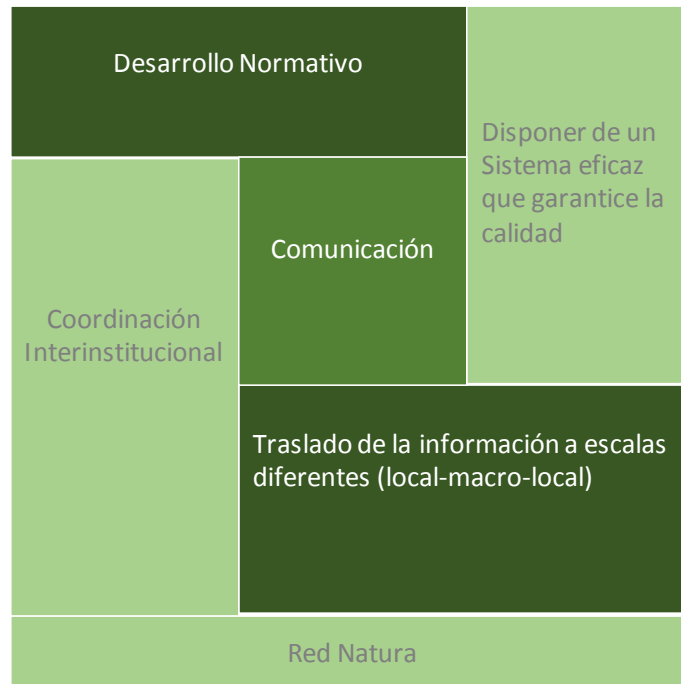 Desarrollo Normativo
Disponer de un
Sistema eficaz
que garantice la
calidad
Comunicación
Coordinación
Interinstitucional
Traslado de la información a escalas
diferentes (local-macro-local)
Red Natura